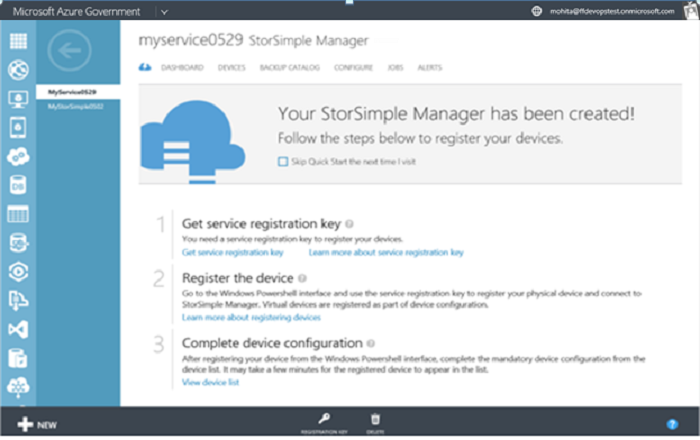 Microsoft Azure Government
mohita@ffdevopstest.onmicrosoft.com
myservice0529 StorSimple Manager
DASHBOARD DEVICES BACKUP CATALOG CONFIGURE JOBS ALERTS
MyService0529
MyStorSimple0502
Your StorSimple Manager has been created!
Follow the steps below to register your devices.
Skip Quick Start the next time I visit
1 Get service registration key ?
You need a service registration key to register your devices.
Get service registration key Learn more about service registration key
2 Register the device ?
Go to the Windows Powershell interface and use the service registration key to register your physical device and connect to
StorSimple Manager. Virtual devices are registered as part of device configuration.
Learn more about registering devices
3 Complete device configuration ?
After registering your device from the Windows Powershell interface, complete the mandatory device configuration from the
device list. It may take a few minutes for the registered device to appear in the list.
View device list
DB
NEW
REGISTRATION KEY DELETE
?